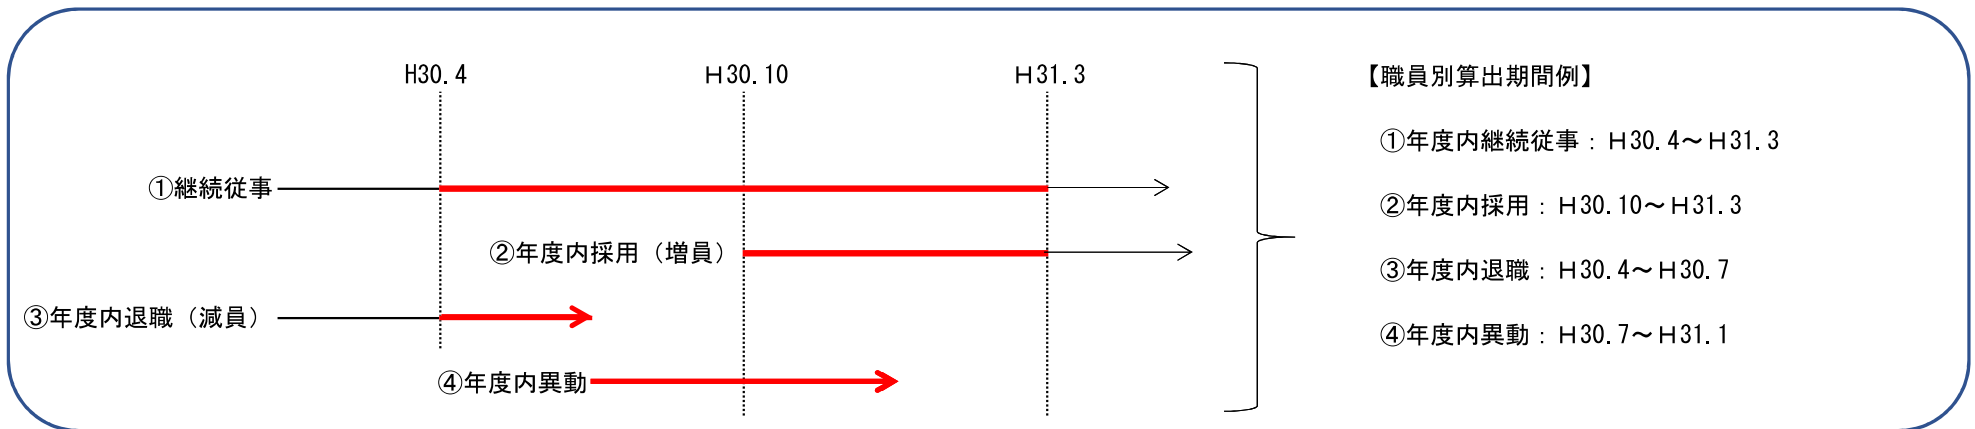 H30.4
H30.10
H31.3
①継続従事
②年度内採用（増員）
③年度内退職（減員）
④年度内異動
【職員別算出期間例】
①年度内継続従事：H30.4～H31.3
②年度内採用：H30.10～H31.3
③年度内退職：H30.4～H30.7
④年度内異動：H30.7～H31.1